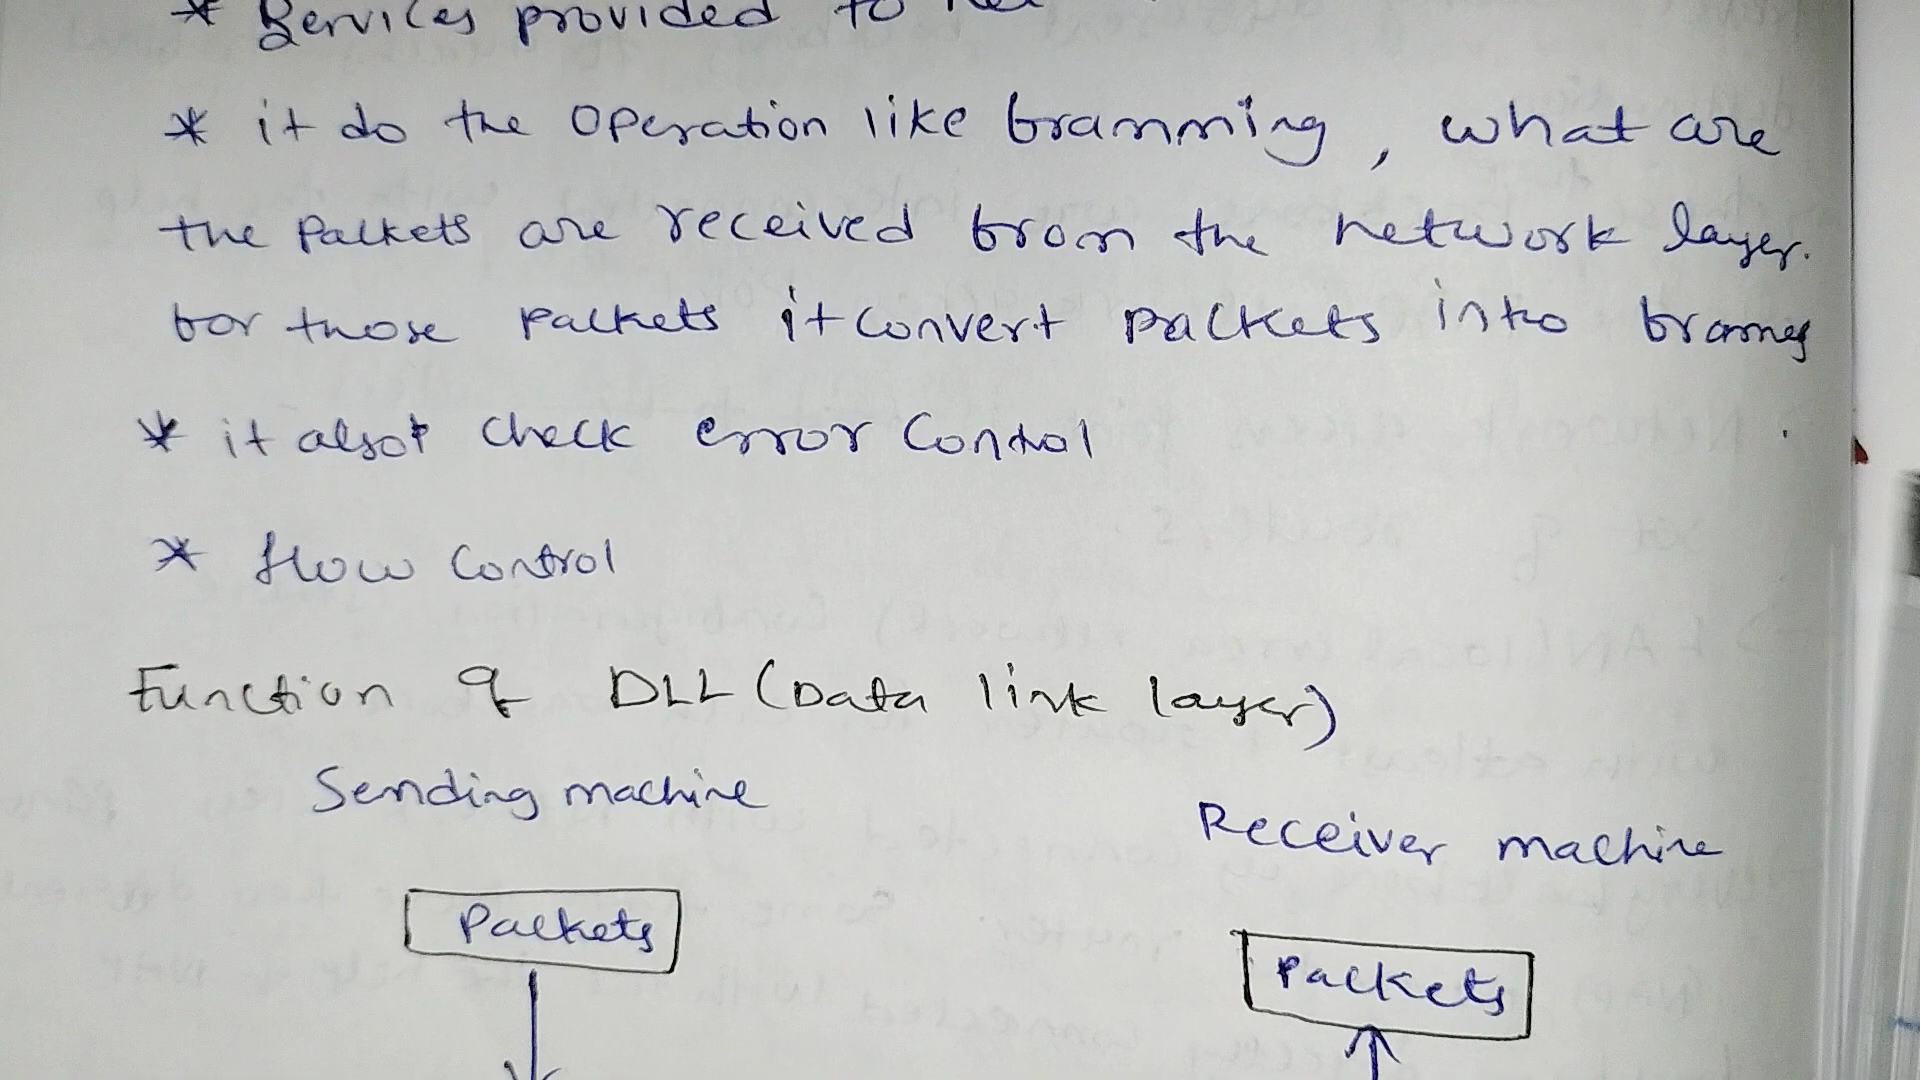 * Services provided to
* it do the operation like framming, what are
the Packets are received from the network layer.
for those packets it convert packets into frames
* it also check error Control
* flow Control
Function of DLL (Data link layer)
Sending machine
Receiver machine
Packets
Packets